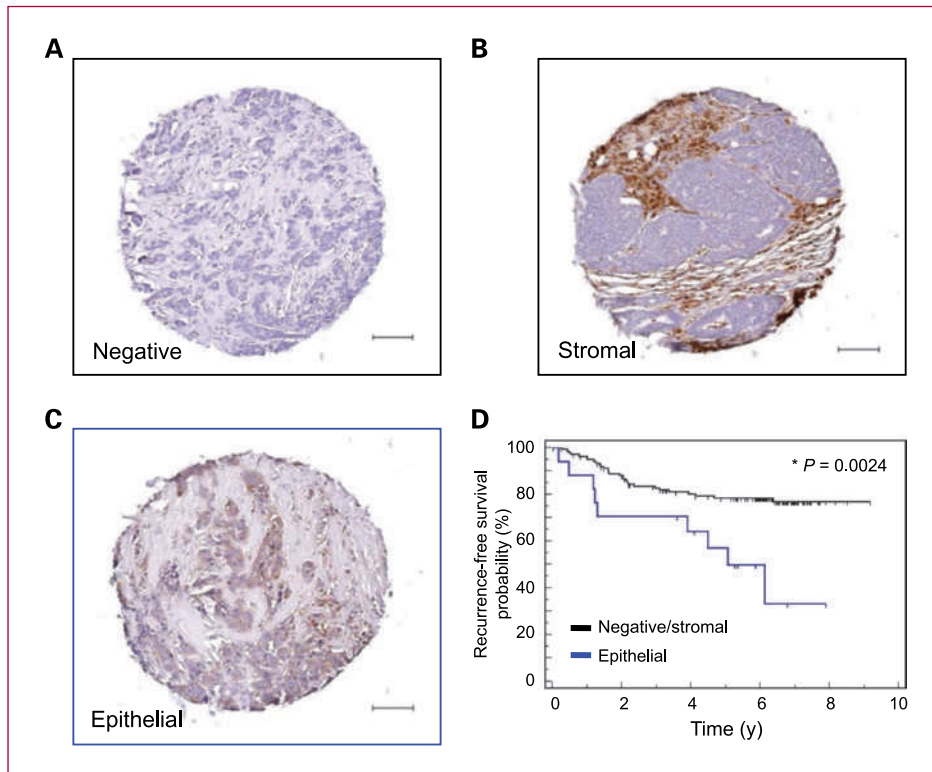 A
B
Negative
Stromal
C
D
Epithelial
100
80
60
40
20
0
Recurrence-free survival
probability (%)
* P = 0.0024
Negative/stromal
Epithelial
0 2 4 6 8 10
Time (y)